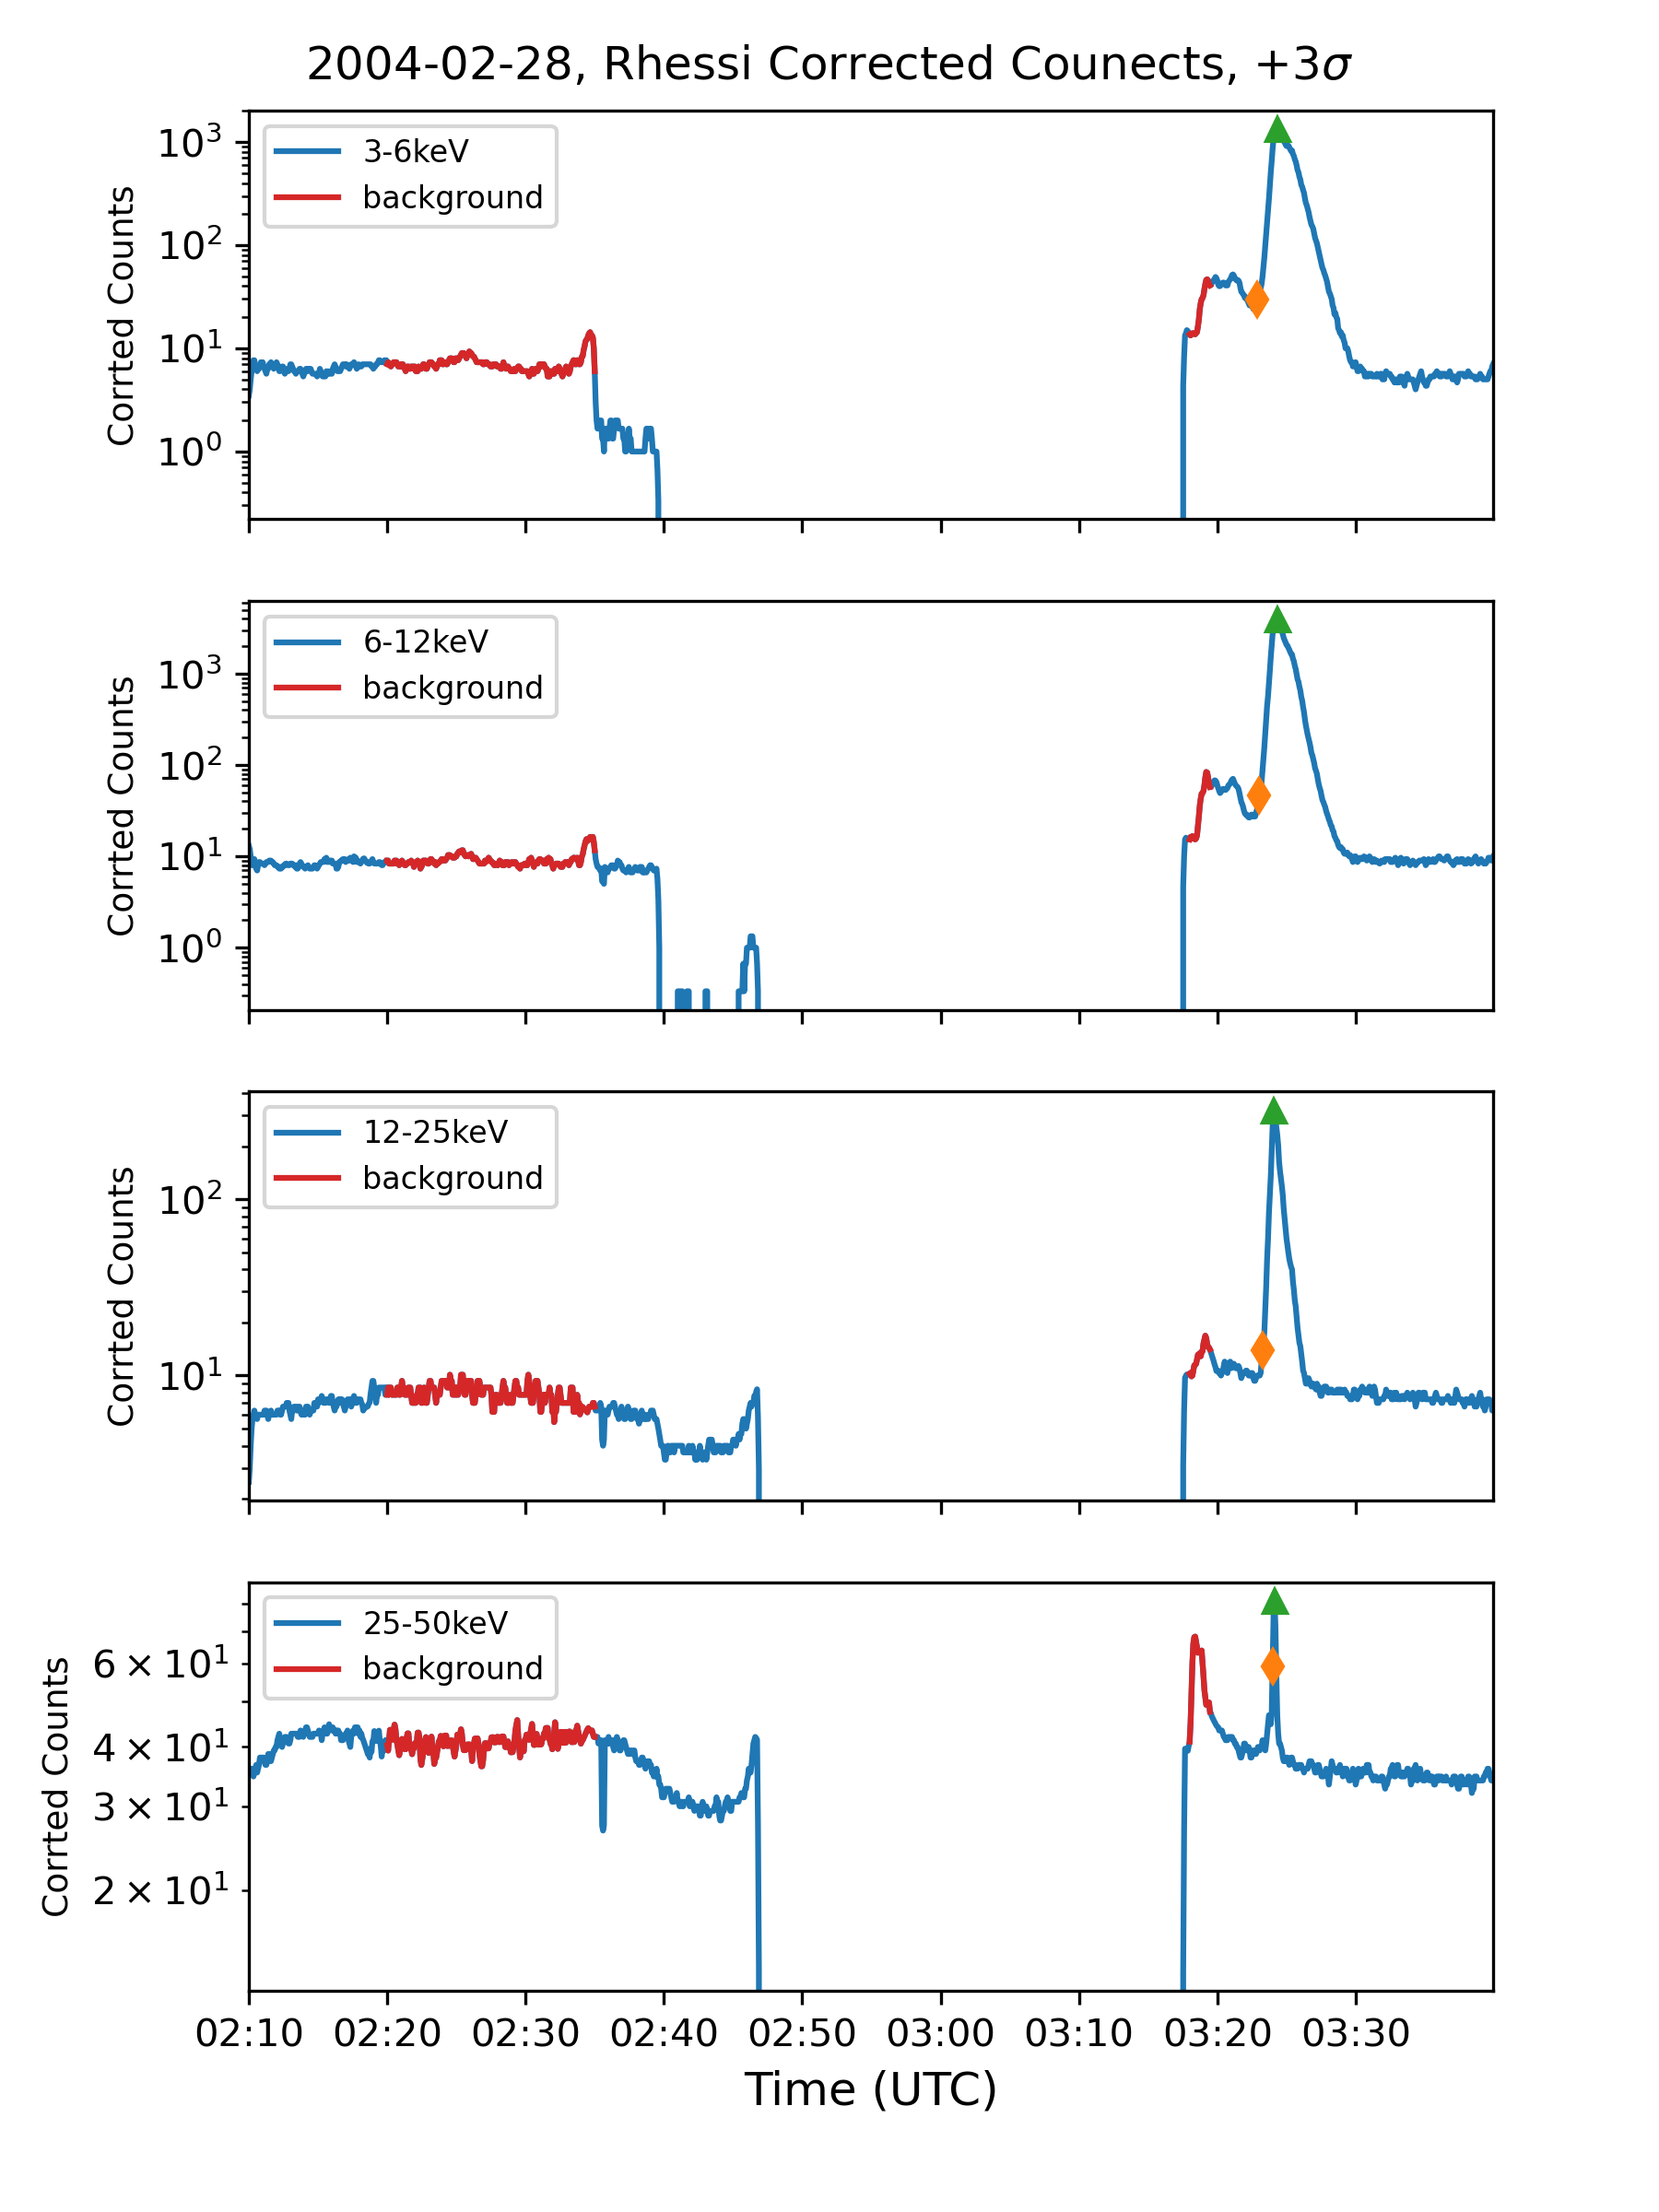 2004-02-28, Rhessi Corrected Counects, +3σ
Corrted Counts
10³
10²
10¹
10⁰
3-6keV
background
Corrted Counts
10³
10²
10¹
10⁰
6-12keV
background
Corrted Counts
10²
10¹
12-25keV
background
Corrted Counts
6 × 10¹
4 × 10¹
3 × 10¹
2 × 10¹
25-50keV
background
02:10 02:20 02:30 02:40 02:50 03:00 03:10 03:20 03:30
Time (UTC)